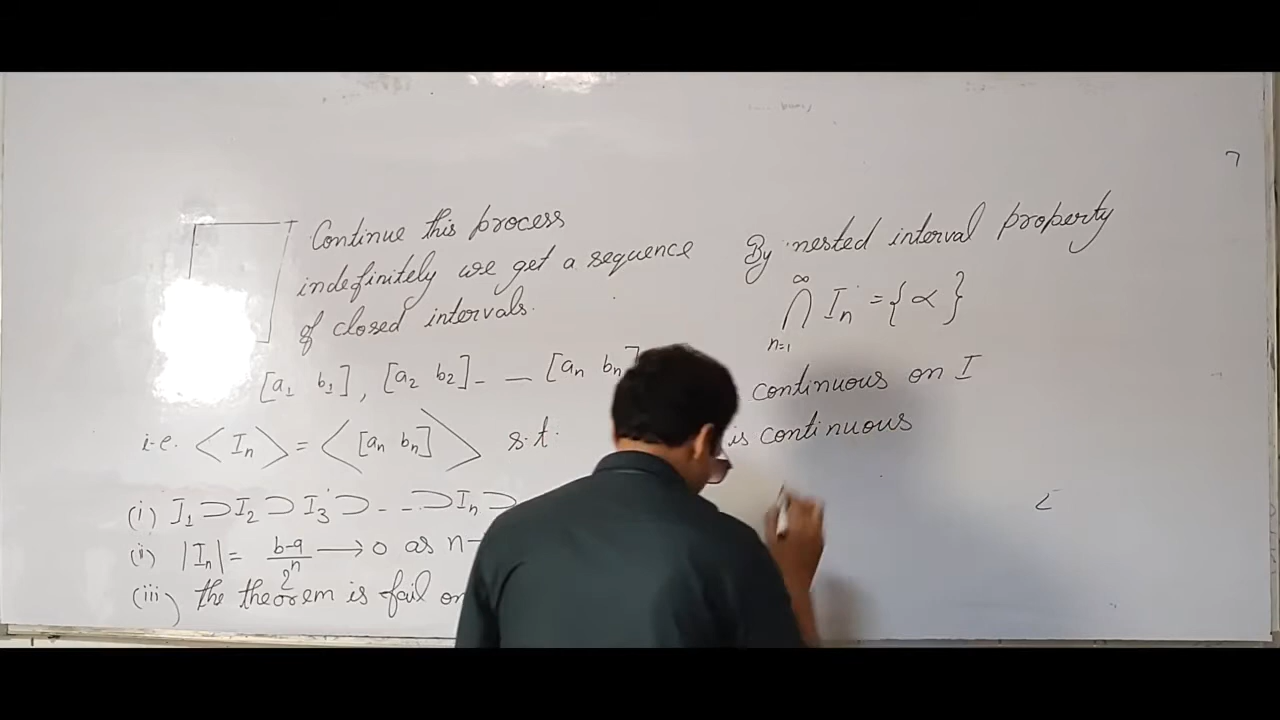 Continue this process
indefinitely we get a sequence
of closed intervals.
[a₁ b₁], [a₂ b₂] - — [aₙ bₙ]
i.e. <Iₙ> = <[aₙ bₙ]> s.t.
(i) I₁ ⊃ I₂ ⊃ I₃ ⊃ - - ⊃ Iₙ ⊃
(ii) |Iₙ| = b-a/2ⁿ → 0 as n
(iii) the theorem is fail on
By nested interval property
∞
⋂ Iₙ = {α}
n=1
continuous on I
is continuous